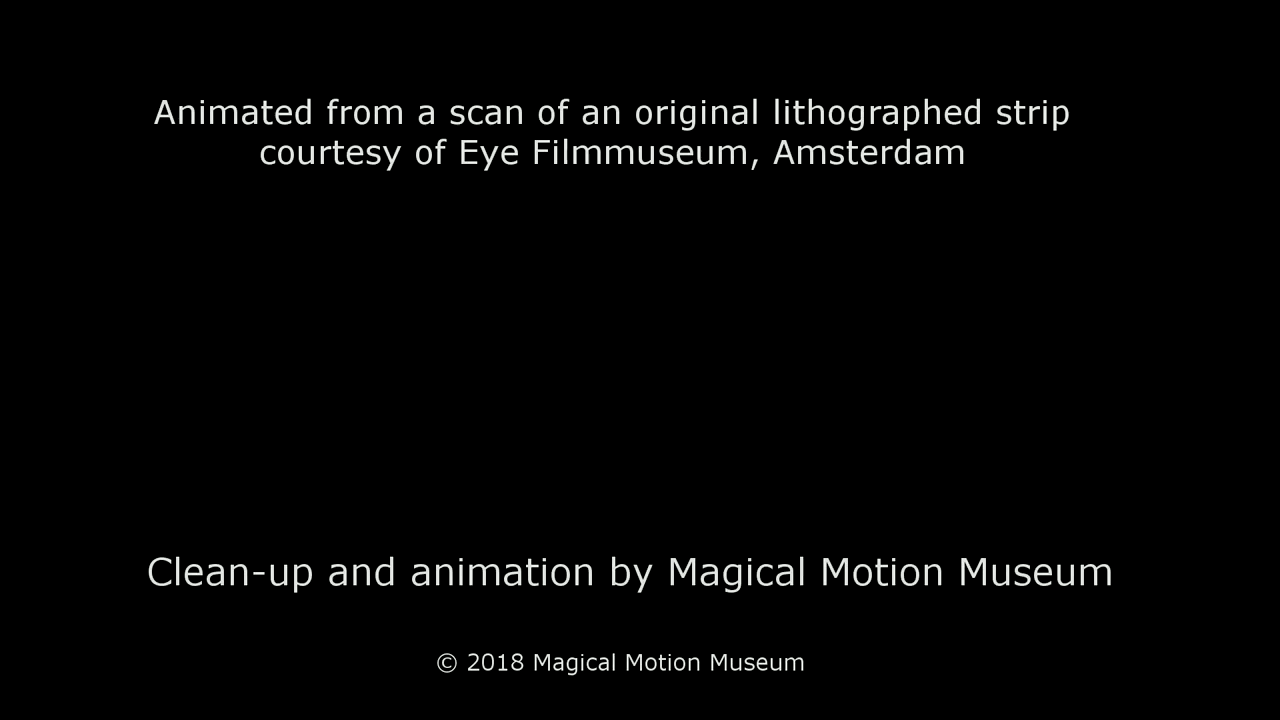 Animated from a scan of an original lithographed strip
courtesy of Eye Filmmuseum, Amsterdam
Clean-up and animation by Magical Motion Museum
© 2018 Magical Motion Museum